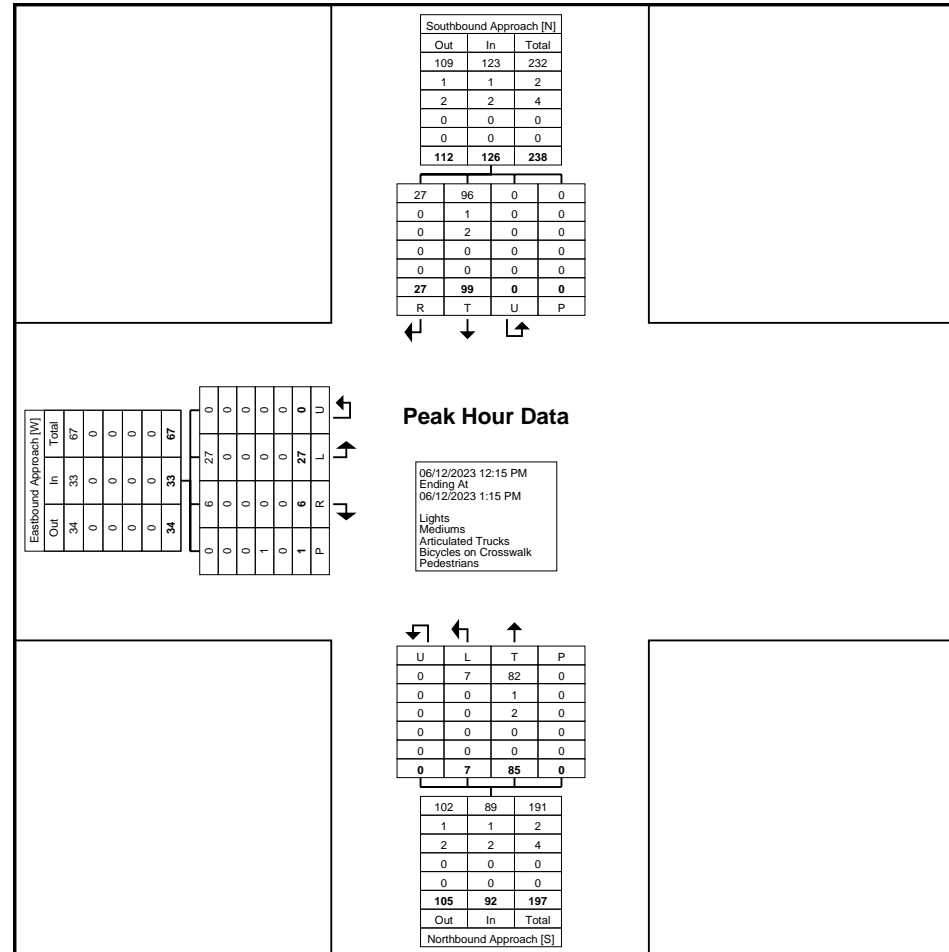 Southbound Approach [N]
Out In Total
109 123 232
1 1 2
2 2 4
0 0 0
0 0 0
112 126 238
27 96 0 0
0 1 0 0
0 2 0 0
0 0 0 0
0 0 0 0
27 99 0 0
R T U P
Eastbound Approach [W]
Out In Total
34 33 67
0 0 0
0 0 0
0 0 0
0 0 0
34 33 67
0 6 27 0
0 0 0 0
0 0 0 0
1 0 0 0
0 0 0 0
1 6 27 0
P R L U
Peak Hour Data
06/12/2023 12:15 PM
Ending At
06/12/2023 1:15 PM
Lights
Mediums
Articulated Trucks
Bicycles on Crosswalk
Pedestrians
U L T P
0 7 82 0
0 0 1 0
0 0 2 0
0 0 0 0
0 0 0 0
0 7 85 0
102 89 191
1 1 2
2 2 4
0 0 0
0 0 0
105 92 197
Out In Total
Northbound Approach [S]